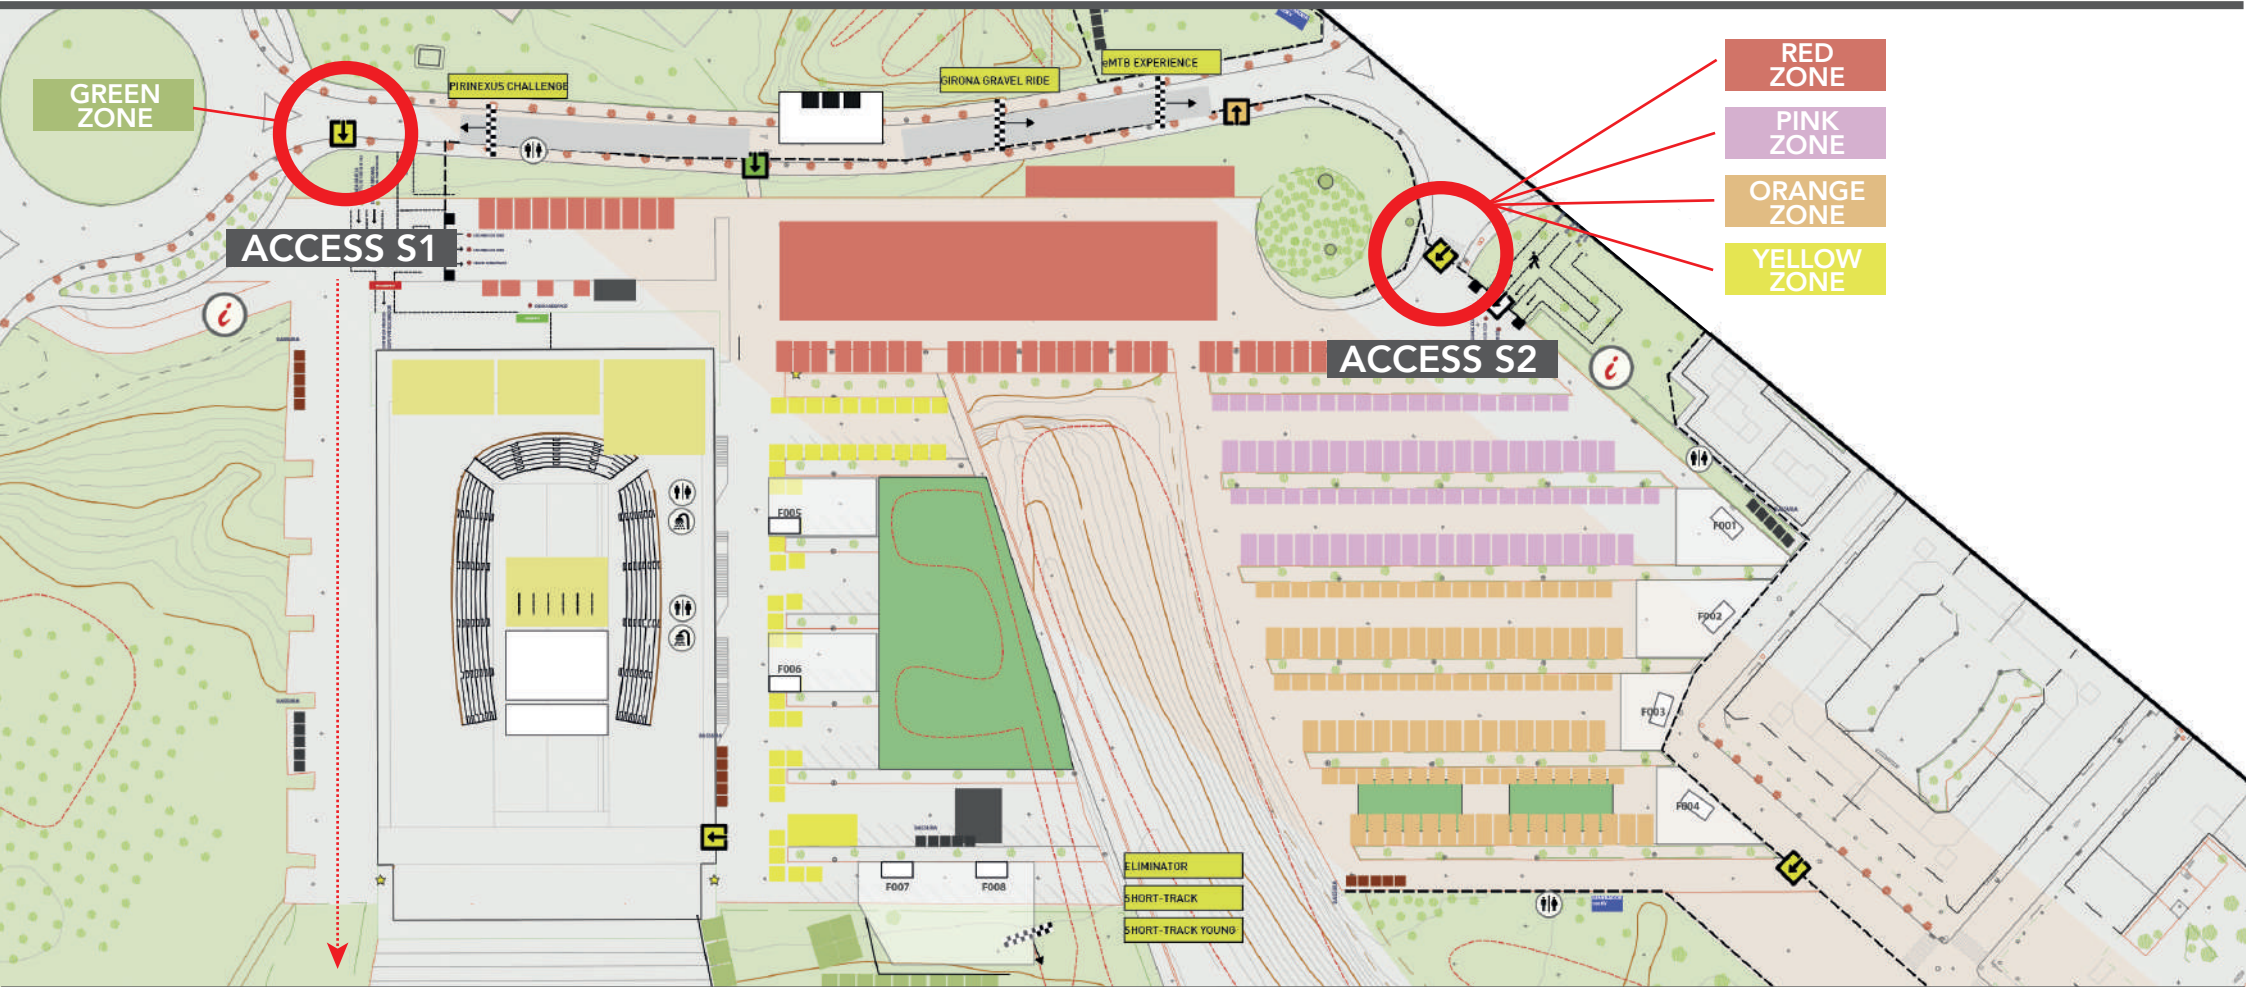 eMTB EXPERIENCE
GIRONA GRAVEL RIDE
PIRINEXUS CHALLENGE
GREEN
ZONE
RED
ZONE
PINK
ZONE
ORANGE
ZONE
YELLOW
ZONE
ACCESS S1
ACCESS S2
i
i
F005
F006
F001
F002
F003
F004
F007
F008
ELIMINATOR
SHORT-TRACK
SHORT-TRACK YOUNG